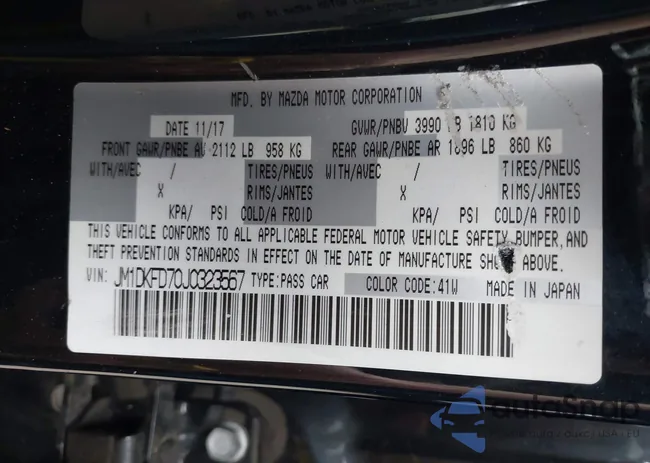 MFD. BY MAZDA MOTOR CORPORATION
DATE 11/17 GVWR/PNBV 3990 LB 1810 KG
FRONT GAWR/PNBE AV 2112 LB 958 KG REAR GAWR/PNBE AR 1896 LB 860 KG
WITH/AVEC / TIRES/PNEUS WITH/AVEC / TIRES/PNEUS
X RIMS/JANTES X RIMS/JANTES
KPA/ PSI COLD/A FROID KPA/ PSI COLD/A FROID
THIS VEHICLE CONFORMS TO ALL APPLICABLE FEDERAL MOTOR VEHICLE SAFETY, BUMPER, AND
THEFT PREVENTION STANDARDS IN EFFECT ON THE DATE OF MANUFACTURE ABOVE.
VIN: JM1DKFD70J0323567 TYPE:PASS CAR COLOR CODE:41W MADE IN JAPAN
autoSnap